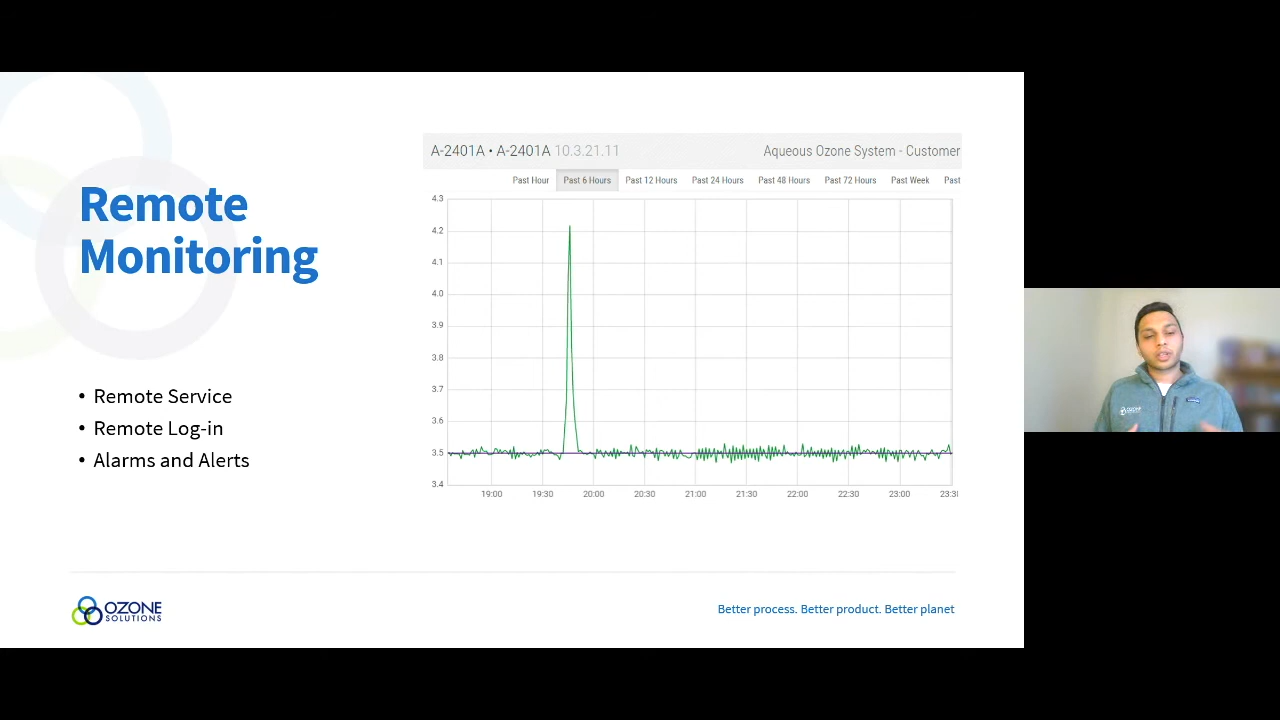 Remote
Monitoring
• Remote Service
• Remote Log-in
• Alarms and Alerts
A-2401A • A-2401A 10.3.21.11
Aqueous Ozone System - Customer
Past Hour Past 6 Hours Past 12 Hours Past 24 Hours Past 48 Hours Past 72 Hours Past Week Past
4.3
4.2
4.1
4.0
3.9
3.8
3.7
3.6
3.5
3.4
19:00 19:30 20:00 20:30 21:00 21:30 22:00 22:30 23:00 23:3
OZONE
SOLUTIONS
Better process. Better product. Better planet
OZONE